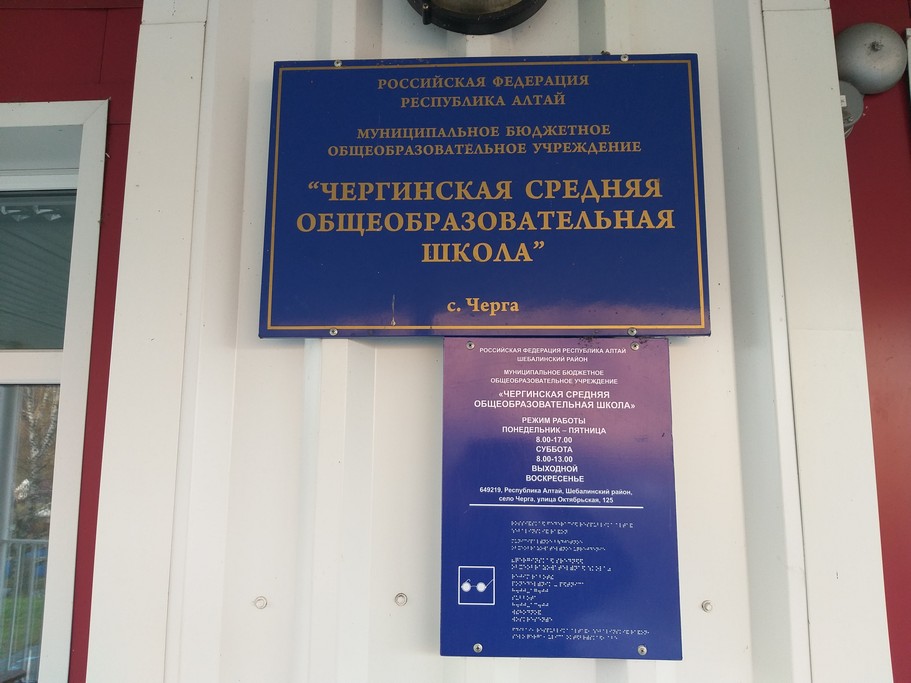 РОССИЙСКАЯ ФЕДЕРАЦИЯ
РЕСПУБЛИКА АЛТАЙ
МУНИЦИПАЛЬНОЕ БЮДЖЕТНОЕ
ОБЩЕОБРАЗОВАТЕЛЬНОЕ УЧРЕЖДЕНИЕ
“ЧЕРГИНСКАЯ СРЕДНЯЯ
ОБЩЕОБРАЗОВАТЕЛЬНАЯ
ШКОЛА”
с. Черга
РОССИЙСКАЯ ФЕДЕРАЦИЯ РЕСПУБЛИКА АЛТАЙ
ШЕБАЛИНСКИЙ РАЙОН
МУНИЦИПАЛЬНОЕ БЮДЖЕТНОЕ
ОБЩЕОБРАЗОВАТЕЛЬНОЕ УЧРЕЖДЕНИЕ
«ЧЕРГИНСКАЯ СРЕДНЯЯ
ОБЩЕОБРАЗОВАТЕЛЬНАЯ ШКОЛА»
РЕЖИМ РАБОТЫ
ПОНЕДЕЛЬНИК – ПЯТНИЦА
8.00-17.00
СУББОТА
8.00-13.00
ВЫХОДНОЙ
ВОСКРЕСЕНЬЕ
649219, Республика Алтай, Шебалинский район,
село Черга, улица Октябрьская, 125